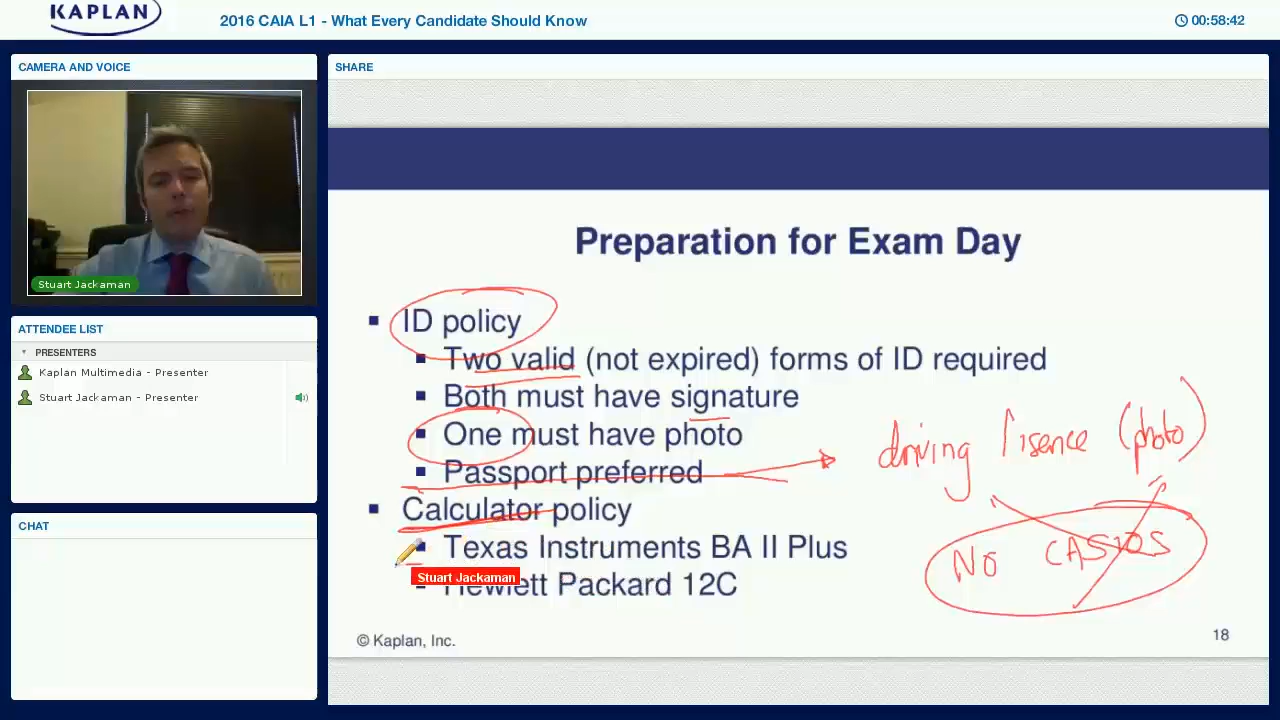 KAPLAN
2016 CAIA L1 - What Every Candidate Should Know
00:58:42
CAMERA AND VOICE
Stuart Jackaman
ATTENDEE LIST
PRESENTERS
Kaplan Multimedia - Presenter
Stuart Jackaman - Presenter
CHAT
SHARE
Preparation for Exam Day
ID policy
Two valid (not expired) forms of ID required
Both must have signature
One must have photo
Passport preferred
driving lisence (photo)
Calculator policy
NO CASIOS
Texas Instruments BA II Plus
Stuart Jackaman
Hewlett Packard 12C
© Kaplan, Inc.
18